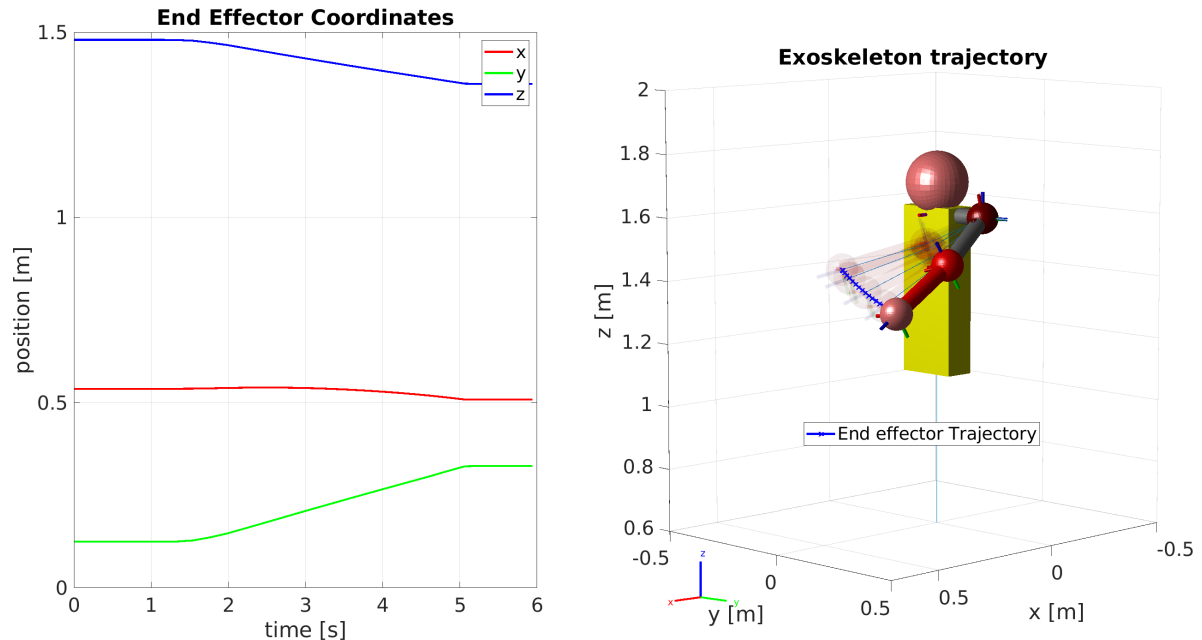 End Effector Coordinates
position [m]
1.5
1
0.5
0
0 1 2 3 4 5 6
time [s]
x
y
z
Exoskeleton trajectory
z [m]
2
1.8
1.6
1.4
1.2
1
0.8
0.6
End effector Trajectory
-0.5
0
0.5
y [m]
0.5
0
-0.5
x [m]
z
x
y